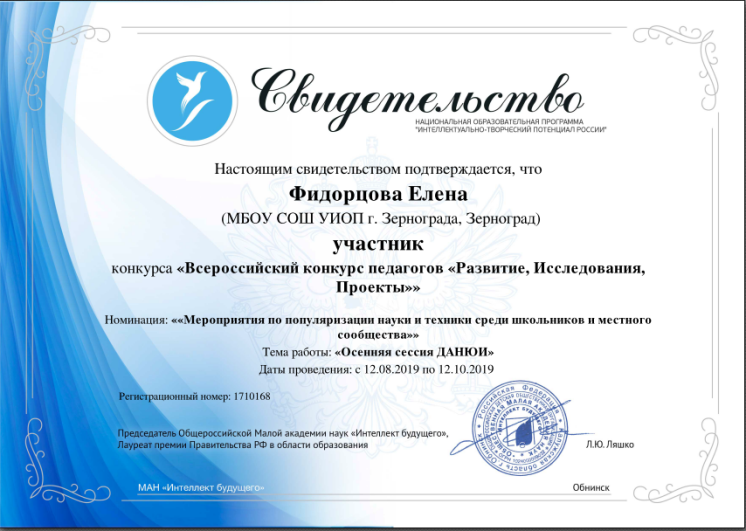 Свидетельство
НАЦИОНАЛЬНАЯ ОБРАЗОВАТЕЛЬНАЯ ПРОГРАММА
"ИНТЕЛЛЕКТУАЛЬНО-ТВОРЧЕСКИЙ ПОТЕНЦИАЛ РОССИИ"
Настоящим свидетельством подтверждается, что
Фидорцова Елена
(МБОУ СОШ УИОП г. Зернограда, Зерноград)
участник
конкурса «Всероссийский конкурс педагогов «Развитие, Исследования,
Проекты»»
Номинация: ««Мероприятия по популяризации науки и техники среди школьников и местного
сообщества»»
Тема работы: «Осенняя сессия ДАНЮИ»
Даты проведения: с 12.08.2019 по 12.10.2019
Регистрационный номер: 1710168
Председатель Общероссийской Малой академии наук «Интеллект будущего»,
Лауреат премии Правительства РФ в области образования
Л.Ю. Ляшко
Российская Федерация
МАН «Интеллект будущего»
Обнинск